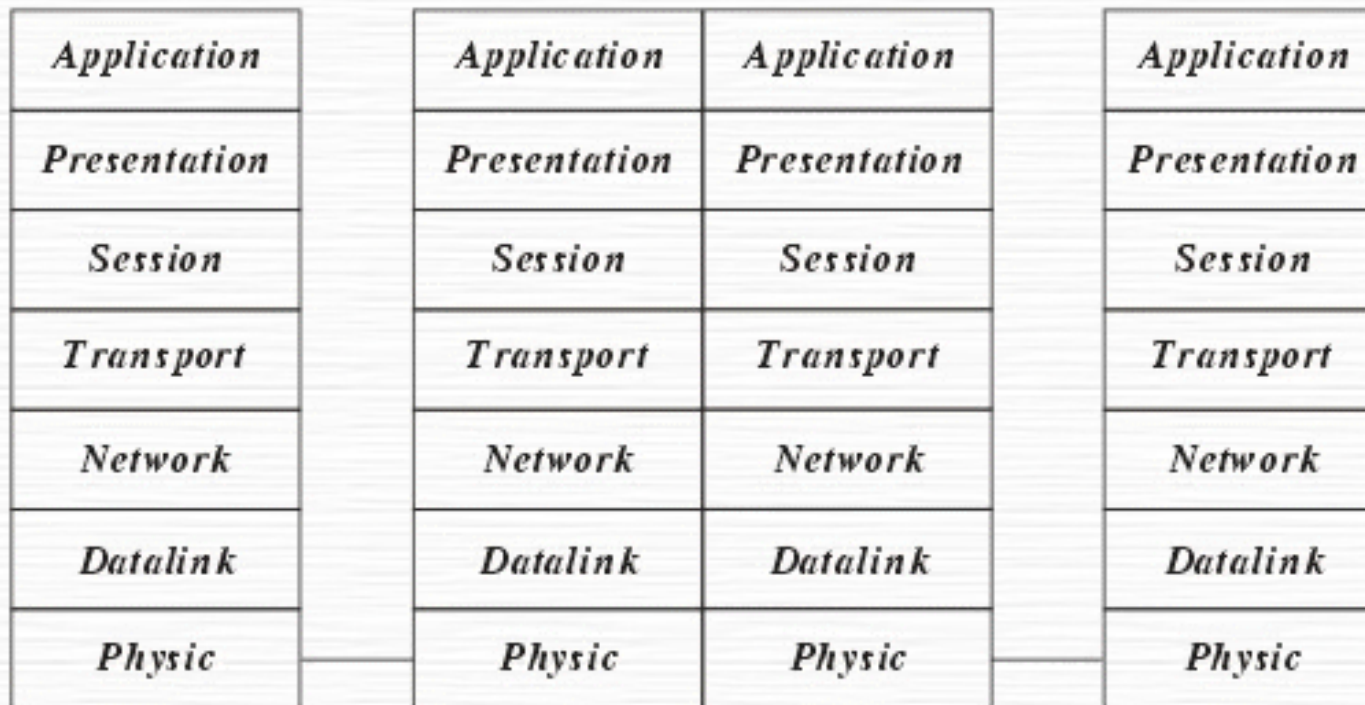 Application Application Application Application
Presentation Presentation Presentation Presentation
Session Session Session Session
Transport Transport Transport Transport
Network Network Network Network
Datalink Datalink Datalink Datalink
Physic Physic Physic Physic